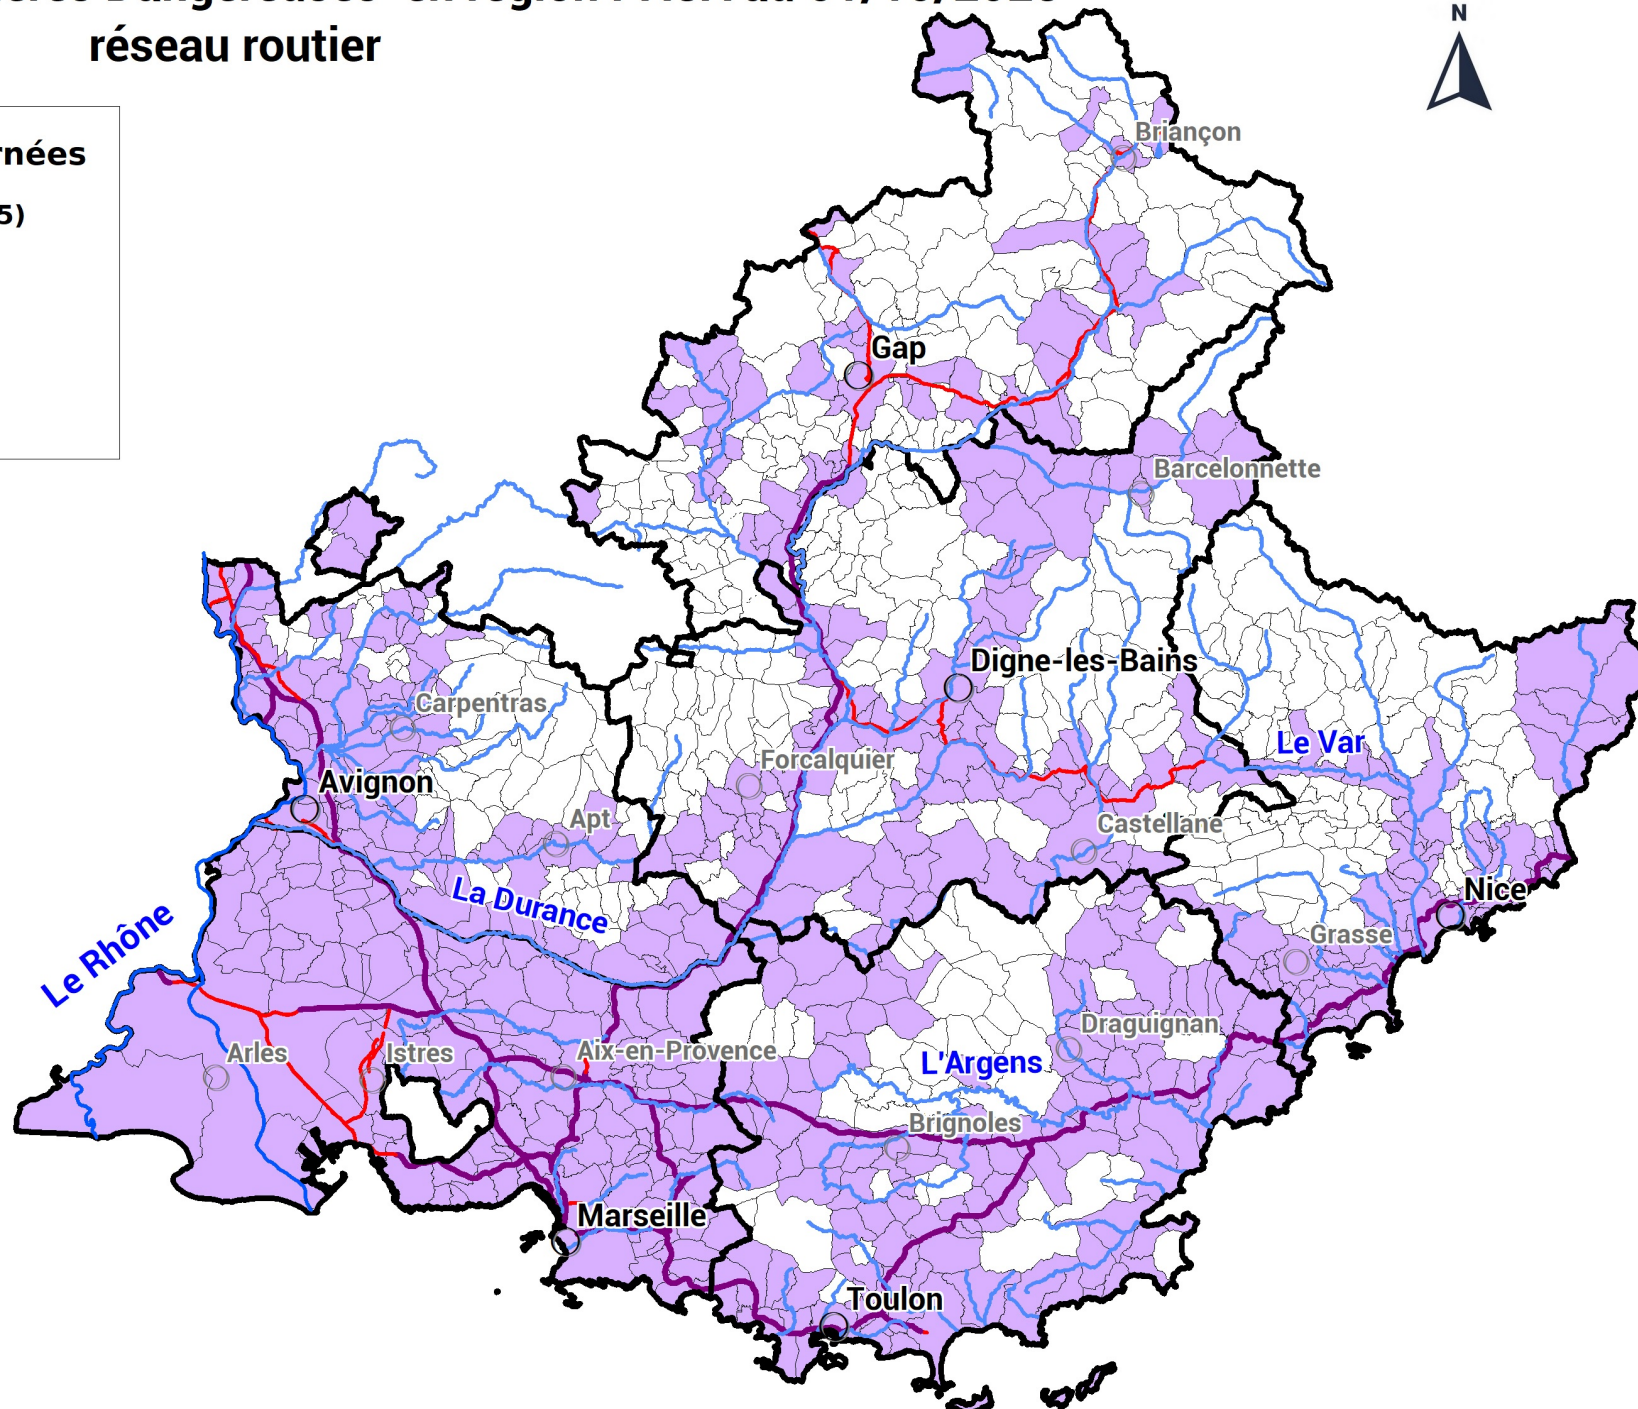 réseau routier
N
Briançon
Gap
Barcelonnette
Digne-les-Bains
Carpentras
Le Var
Forcalquier
Avignon
Apt
Castellane
La Durance
Nice
Grasse
Le Rhône
Draguignan
Arles
Istres
Aix-en-Provence
L'Argens
Brignoles
Marseille
Toulon
5)